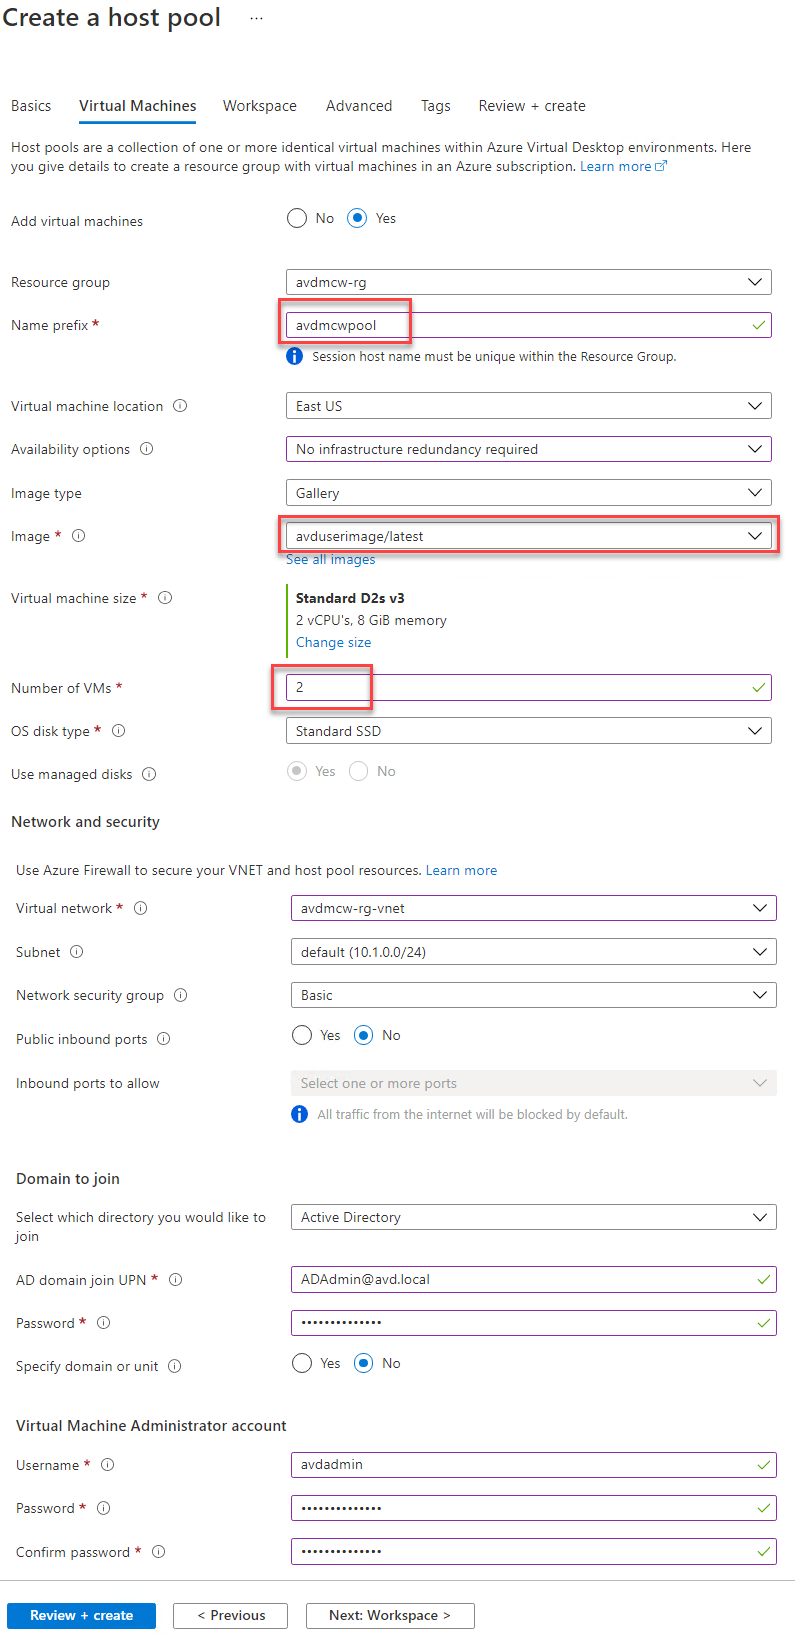 Create a host pool ...
Basics Virtual Machines Workspace Advanced Tags Review + create
Host pools are a collection of one or more identical virtual machines within Azure Virtual Desktop environments. Here
you give details to create a resource group with virtual machines in an Azure subscription. Learn more
Add virtual machines No Yes
Resource group avdmcw-rg
Name prefix * avdmcwpool
Session host name must be unique within the Resource Group.
Virtual machine location East US
Availability options No infrastructure redundancy required
Image type Gallery
Image * avduserimage/latest
See all images
Virtual machine size * Standard D2s v3
2 vCPU's, 8 GiB memory
Change size
Number of VMs * 2
OS disk type * Standard SSD
Use managed disks Yes No
Network and security
Use Azure Firewall to secure your VNET and host pool resources. Learn more
Virtual network * avdmcw-rg-vnet
Subnet default (10.1.0.0/24)
Network security group Basic
Public inbound ports Yes No
Inbound ports to allow Select one or more ports
All traffic from the internet will be blocked by default.
Domain to join
Select which directory you would like to Active Directory
join
AD domain join UPN * ADAdmin@avd.local
Password * ••••••••••••••
Specify domain or unit Yes No
Virtual Machine Administrator account
Username * avdadmin
Password * ••••••••••••••
Confirm password * ••••••••••••••
Review + create < Previous Next: Workspace >